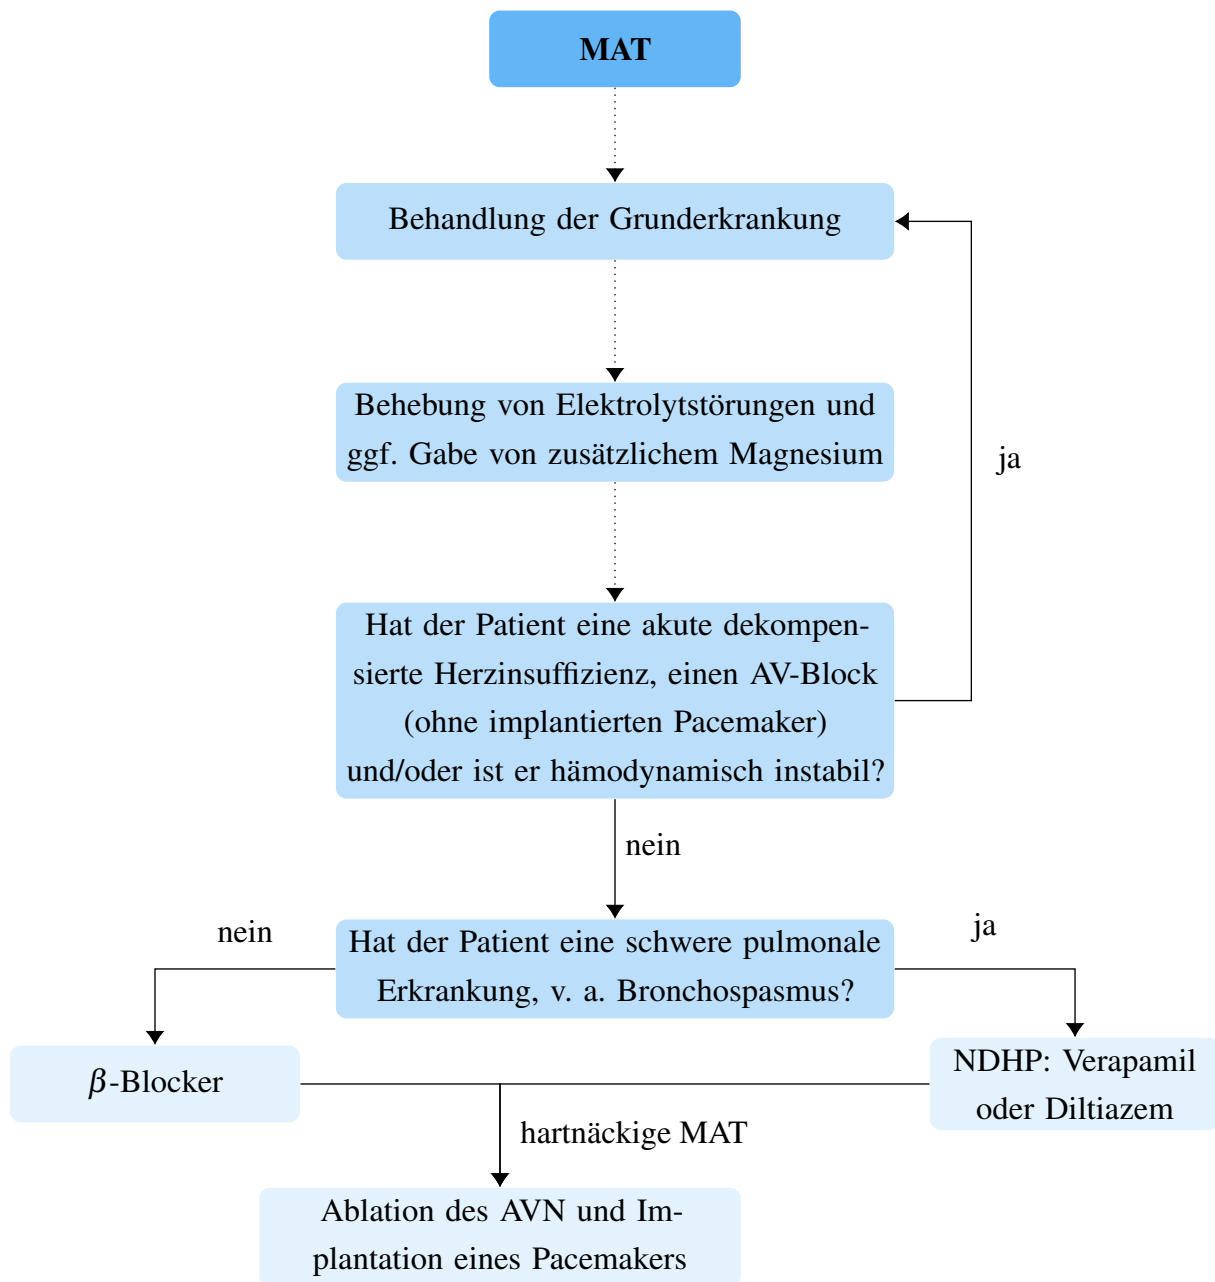 MAT
Behandlung der Grunderkrankung
Behebung von Elektrolytstörungen und
ggf. Gabe von zusätzlichem Magnesium
ja
Hat der Patient eine akute dekompen-
sierte Herzinsuffizienz, einen AV-Block
(ohne implantierten Pacemaker)
und/oder ist er hämodynamisch instabil?
nein
nein
Hat der Patient eine schwere pulmonale
Erkrankung, v. a. Bronchospasmus?
ja
β-Blocker
NDHP: Verapamil
oder Diltiazem
hartnäckige MAT
Ablation des AVN und Im-
plantation eines Pacemakers